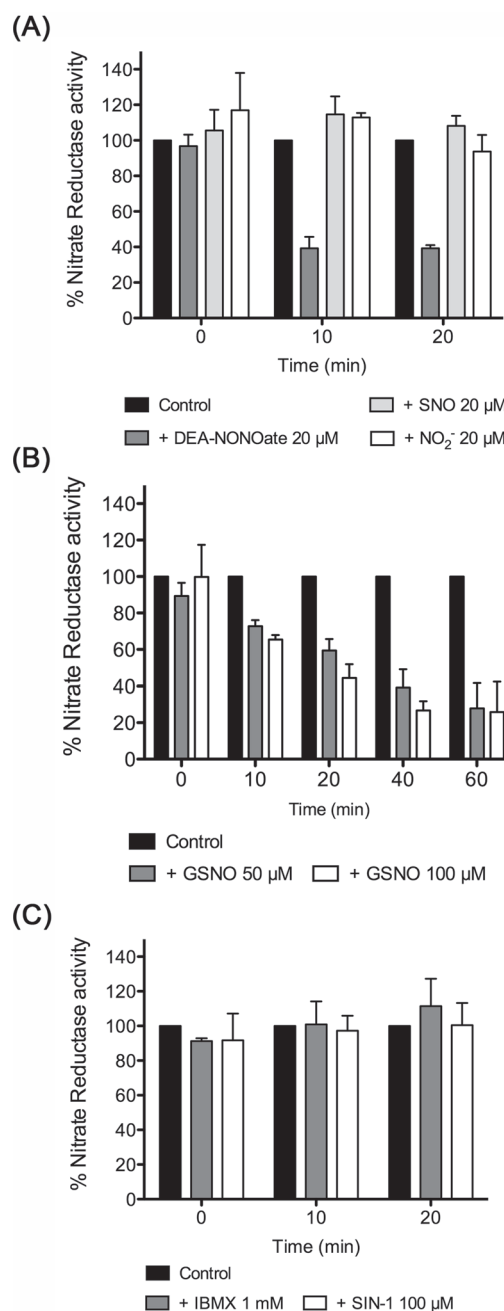 (A)
% Nitrate Reductase activity
140
120
100
80
60
40
20
0
0 10 20
Time (min)
Control + SNO 20 µM
+ DEA-NONOate 20 µM + NO₂⁻ 20 µM
(B)
% Nitrate Reductase activity
140
120
100
80
60
40
20
0
0 10 20 40 60
Time (min)
Control
+ GSNO 50 µM + GSNO 100 µM
(C)
% Nitrate Reductase activity
140
120
100
80
60
40
20
0
0 10 20
Time (min)
Control
+ IBMX 1 mM + SIN-1 100 µM